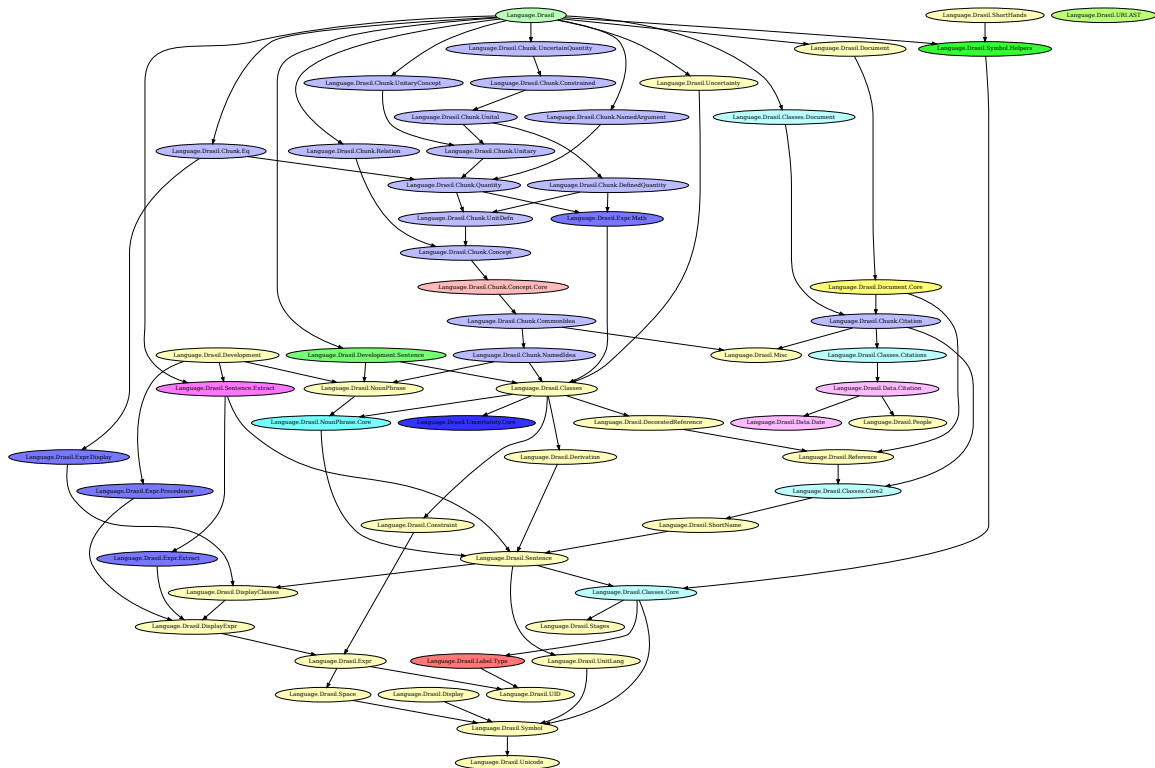 Language.Drasil
Language.Drasil.ShortHands
Language.Drasil.URI.AST
Language.Drasil.Chunk.UncertainQuantity
Language.Drasil.Document
Language.Drasil.Symbol.Helpers
Language.Drasil.Chunk.UnitaryConcept
Language.Drasil.Chunk.Constrained
Language.Drasil.Uncertainty
Language.Drasil.Chunk.Unital
Language.Drasil.Chunk.NamedArgument
Language.Drasil.Classes.Document
Language.Drasil.Chunk.Eq
Language.Drasil.Chunk.Relation
Language.Drasil.Chunk.Unitary
Language.Drasil.Chunk.Quantity
Language.Drasil.Chunk.DefinedQuantity
Language.Drasil.Chunk.UnitDefn
Language.Drasil.Expr.Math
Language.Drasil.Chunk.Concept
Language.Drasil.Chunk.Concept.Core
Language.Drasil.Document.Core
Language.Drasil.Chunk.CommonIdea
Language.Drasil.Chunk.Citation
Language.Drasil.Development
Language.Drasil.Development.Sentence
Language.Drasil.Chunk.NamedIdea
Language.Drasil.Misc
Language.Drasil.Classes.Citations
Language.Drasil.Sentence.Extract
Language.Drasil.NounPhrase
Language.Drasil.Classes
Language.Drasil.Data.Citation
Language.Drasil.NounPhrase.Core
Language.Drasil.Uncertainty.Core
Language.Drasil.DecoratedReference
Language.Drasil.Data.Date
Language.Drasil.People
Language.Drasil.Expr.Display
Language.Drasil.Derivation
Language.Drasil.Reference
Language.Drasil.Expr.Precedence
Language.Drasil.Classes.Core2
Language.Drasil.Constraint
Language.Drasil.ShortName
Language.Drasil.Expr.Extract
Language.Drasil.Sentence
Language.Drasil.DisplayClasses
Language.Drasil.Classes.Core
Language.Drasil.DisplayExpr
Language.Drasil.Stages
Language.Drasil.Expr
Language.Drasil.Label.Type
Language.Drasil.UnitLang
Language.Drasil.Space
Language.Drasil.Display
Language.Drasil.UID
Language.Drasil.Symbol
Language.Drasil.Unicode